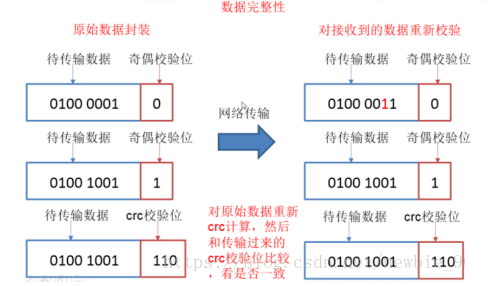 数据完整性
原始数据封装
对接收到的数据重新校验
待传输数据 奇偶校验位
待传输数据 奇偶校验位
0100 0001 0
网络传输
0100 0011 0
待传输数据 奇偶校验位
待传输数据 奇偶校验位
0100 1001 1
0100 1001 1
待传输数据 crc校验位
对原始数据重新
crc计算，然后
和传输过来的
crc校验位比较
，看是否一致
待传输数据 crc校验位
0100 1001 110
0100 1001 110